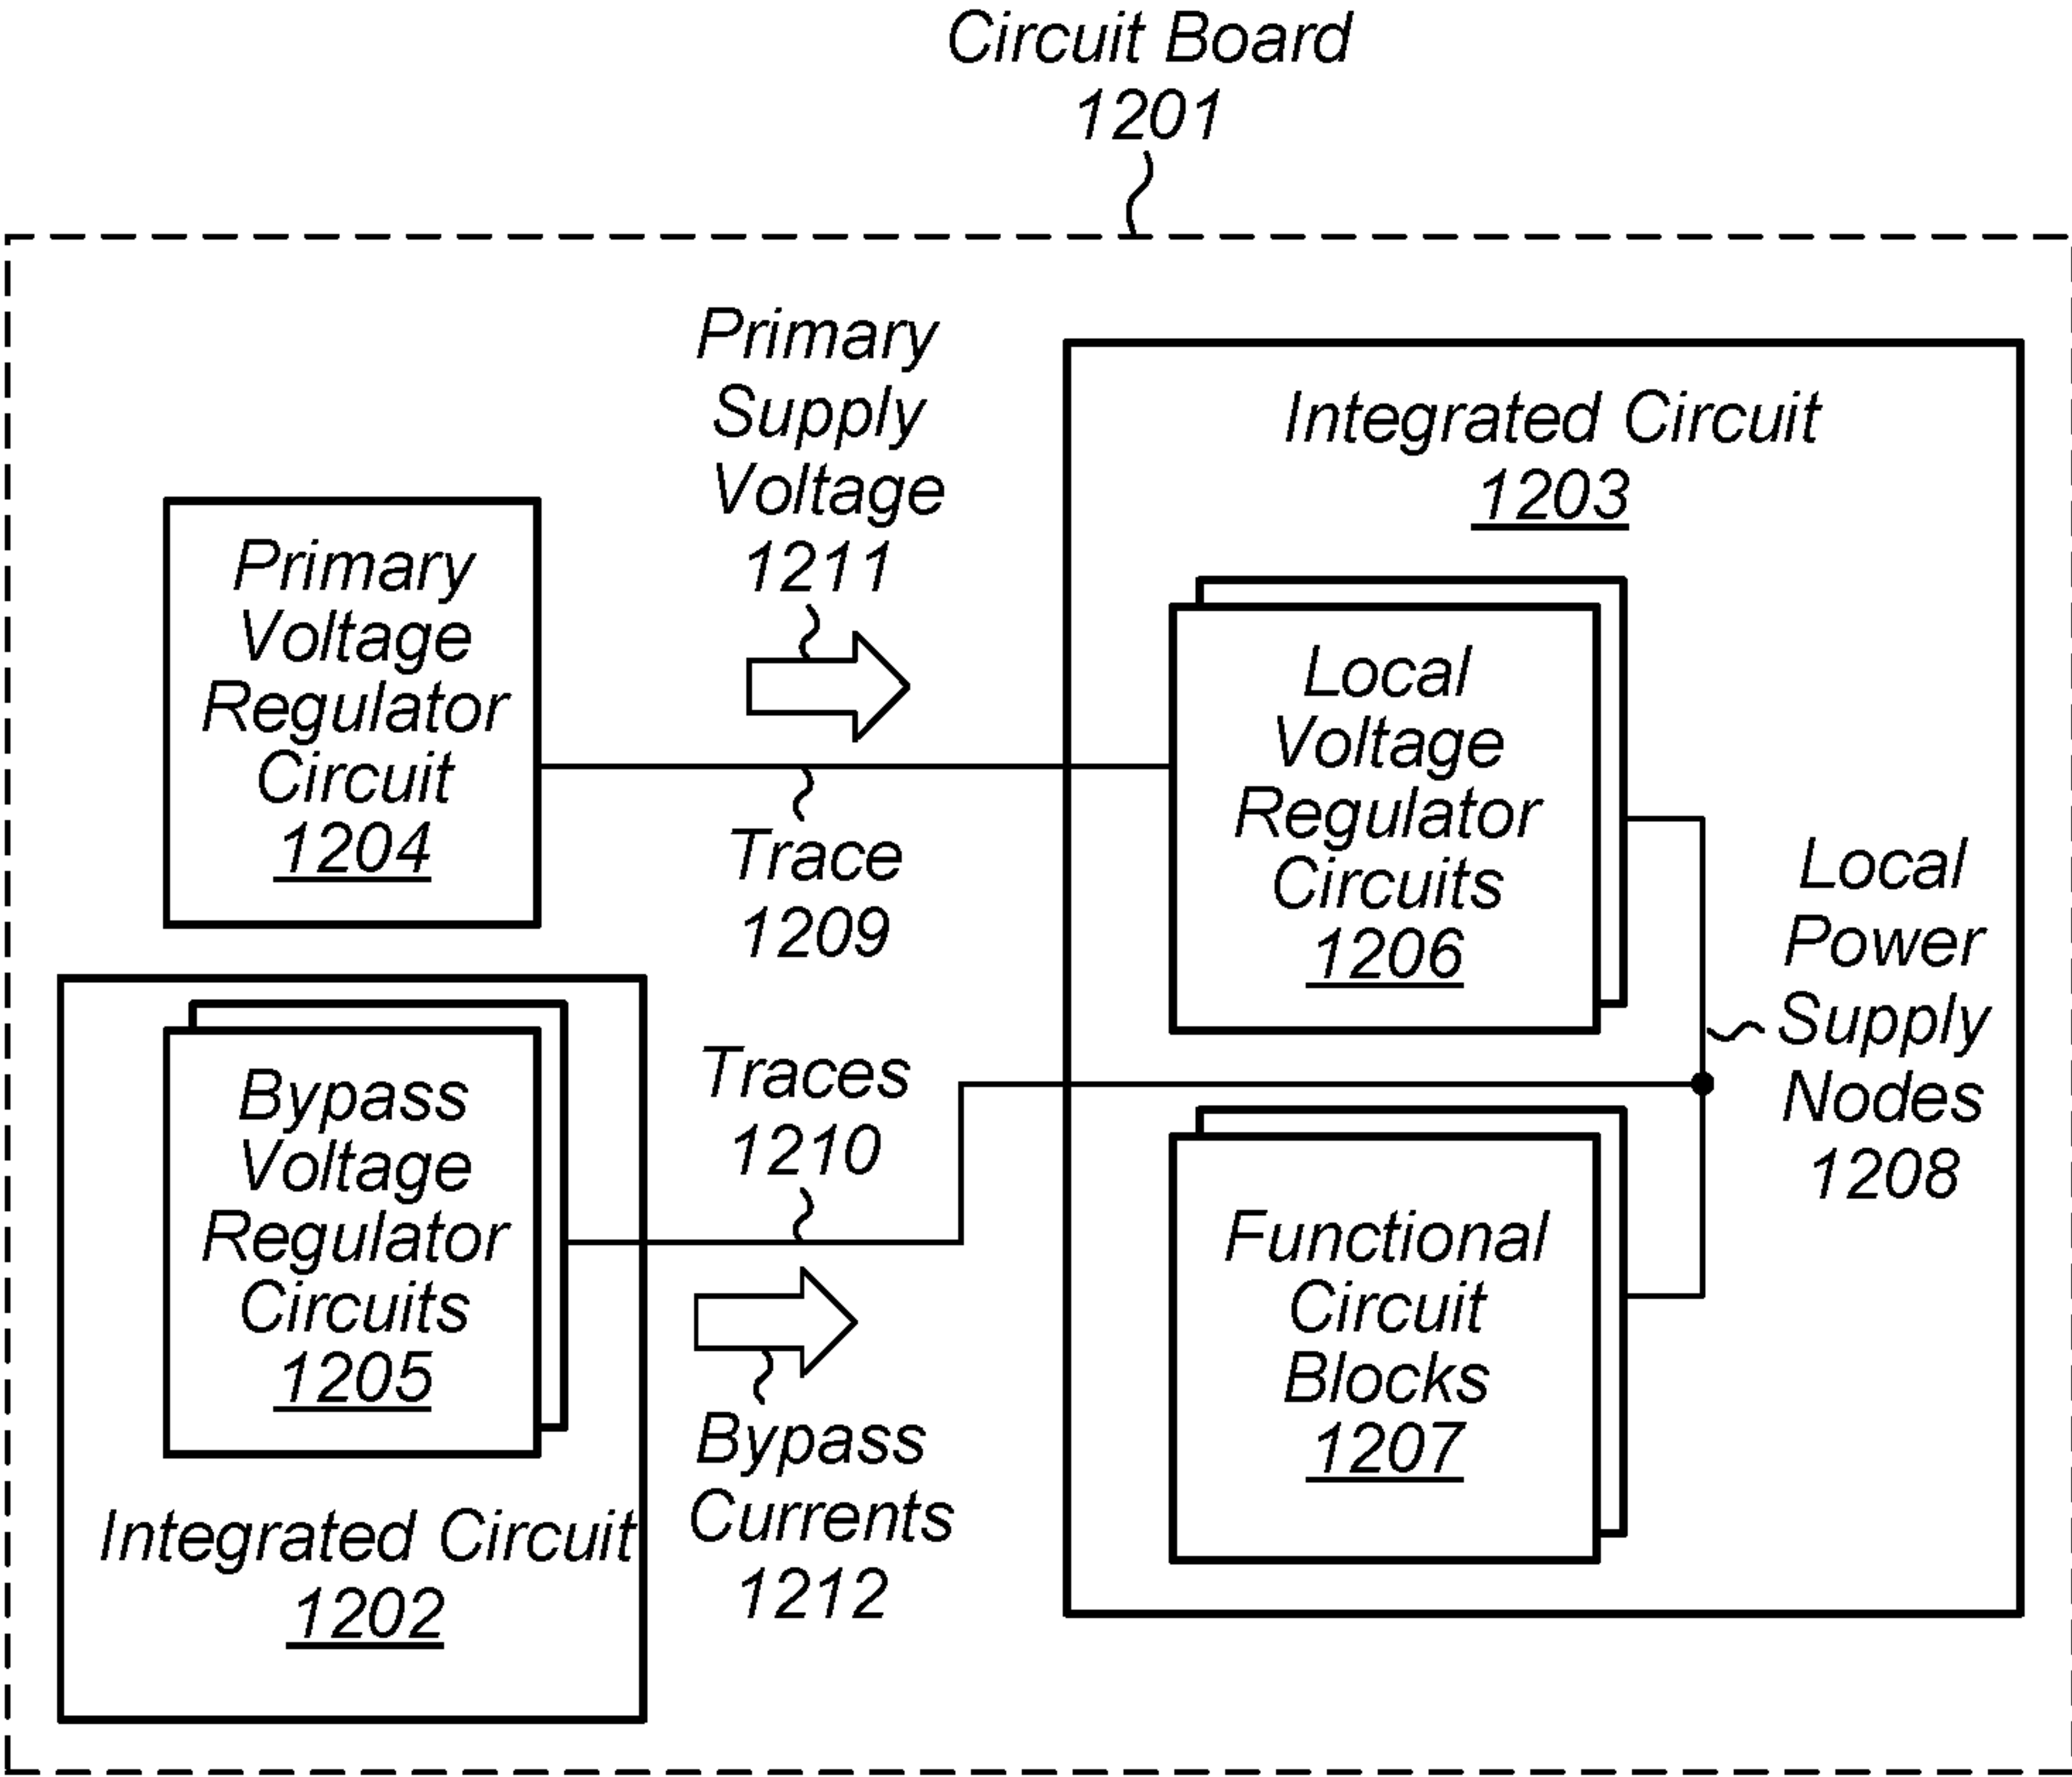 Circuit Board
1201
Primary
Supply
Voltage
1211
Integrated Circuit
1203
Primary
Voltage
Regulator
Circuit
1204
Local
Voltage
Regulator
Circuits
1206
Trace
1209
Local
Power
Supply
Nodes
1208
Bypass
Voltage
Regulator
Circuits
1205
Traces
1210
Functional
Circuit
Blocks
1207
Bypass
Currents
1212
Integrated Circuit
1202